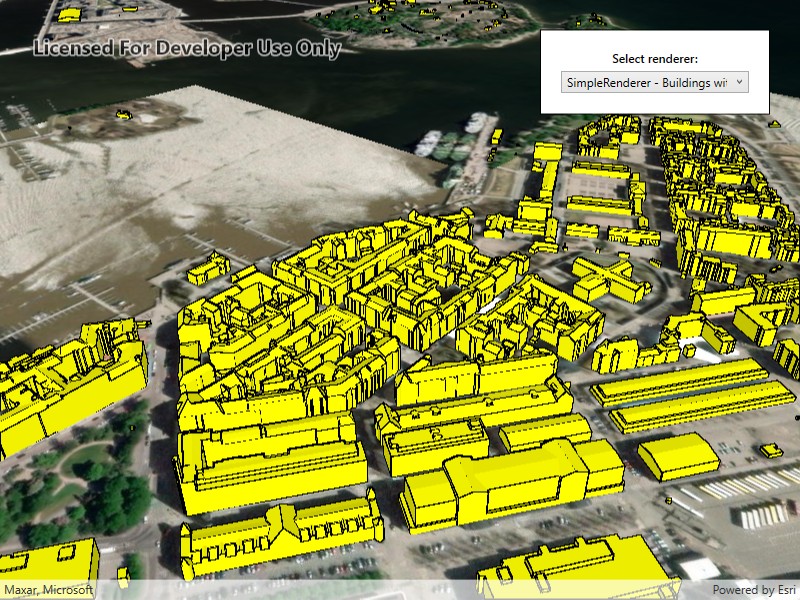 Licensed For Developer Use Only
Select renderer:
SimpleRenderer - Buildings wi
Maxar, Microsoft
Powered by Esri